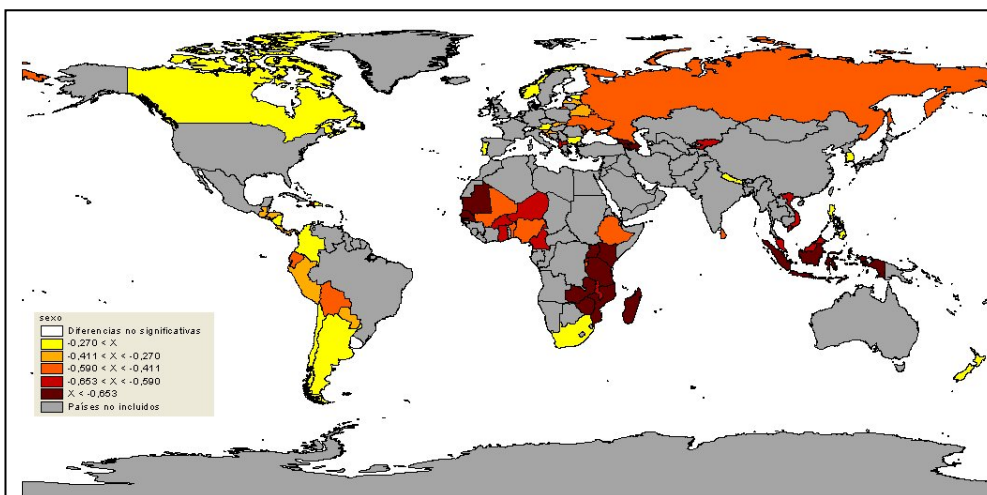 sexo
Diferencias no significativas
-0,270 < X
-0,411 < X < -0,270
-0,590 < X < -0,411
-0,653 < X < -0,590
X < -0,653
Países no incluidos